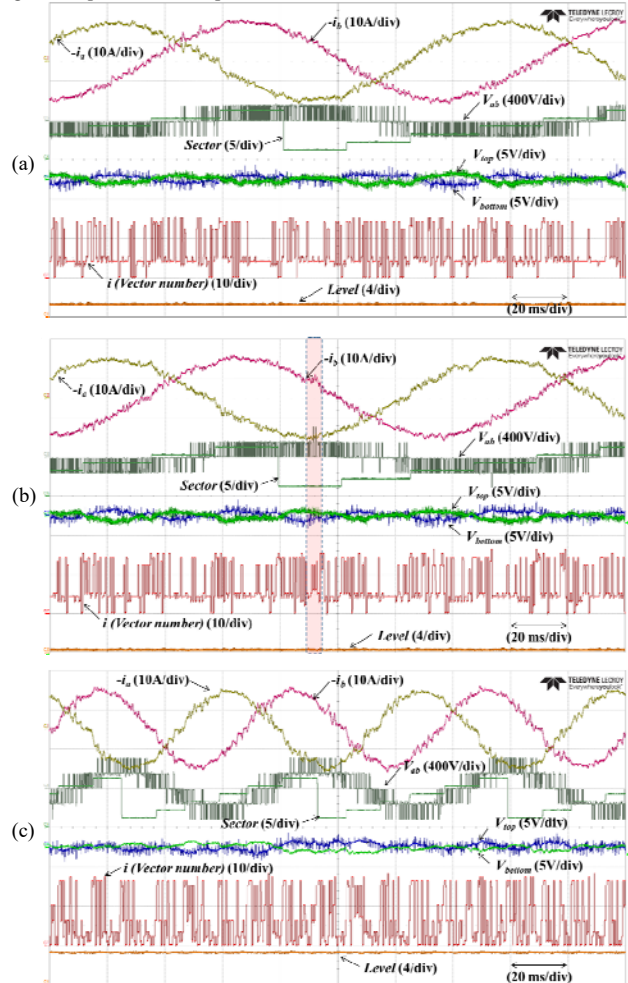 TELEDYNE LECROY
Everywhereyoulook
-ia (10A/div)
-ib (10A/div)
Vab (400V/div)
Sector (5/div)
(a)
Vtop (5V/div)
Vbottom (5V/div)
i (Vector number) (10/div)
Level (4/div)
(20 ms/div)
TELEDYNE LECROY
Everywhereyoulook
-ib (10A/div)
-ia (10A/div)
Vab (400V/div)
Sector (5/div)
(b)
Vtop (5V/div)
Vbottom (5V/div)
i (Vector number) (10/div)
(20 ms/div)
Level (4/div)
TELEDYNE LECROY
Everywhereyoulook
-ia (10A/div)
-ib (10A/div)
Vab (400V/div)
Sector (5/div)
(c)
Vtop (5V/div)
Vbottom (5V/div)
i (Vector number) (10/div)
Level (4/div)
(20 ms/div)